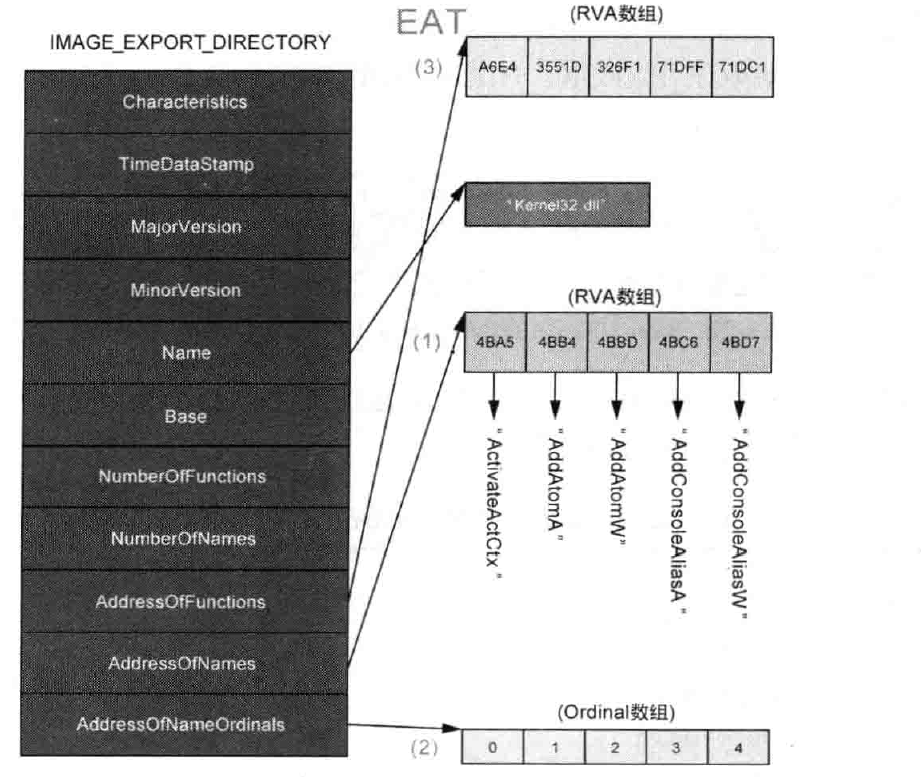 IMAGE_EXPORT_DIRECTORY
Characteristics
TimeDataStamp
MajorVersion
MinorVersion
Name
Base
NumberOfFunctions
NumberOfNames
AddressOfFunctions
AddressOfNames
AddressOfNameOrdinals
EAT
(RVA数组)
(3)
A6E4 3551D 326F1 71DFF 71DC1
"Kernel32 dll"
(RVA数组)
(1)
4BA5 4BB4 4BBD 4BC6 4BD7
"ActivateActCtx"
"AddAtomA"
"AddAtomW"
"AddConsoleAliasA"
"AddConsoleAliasW"
(Ordinal数组)
(2)
0 1 2 3 4